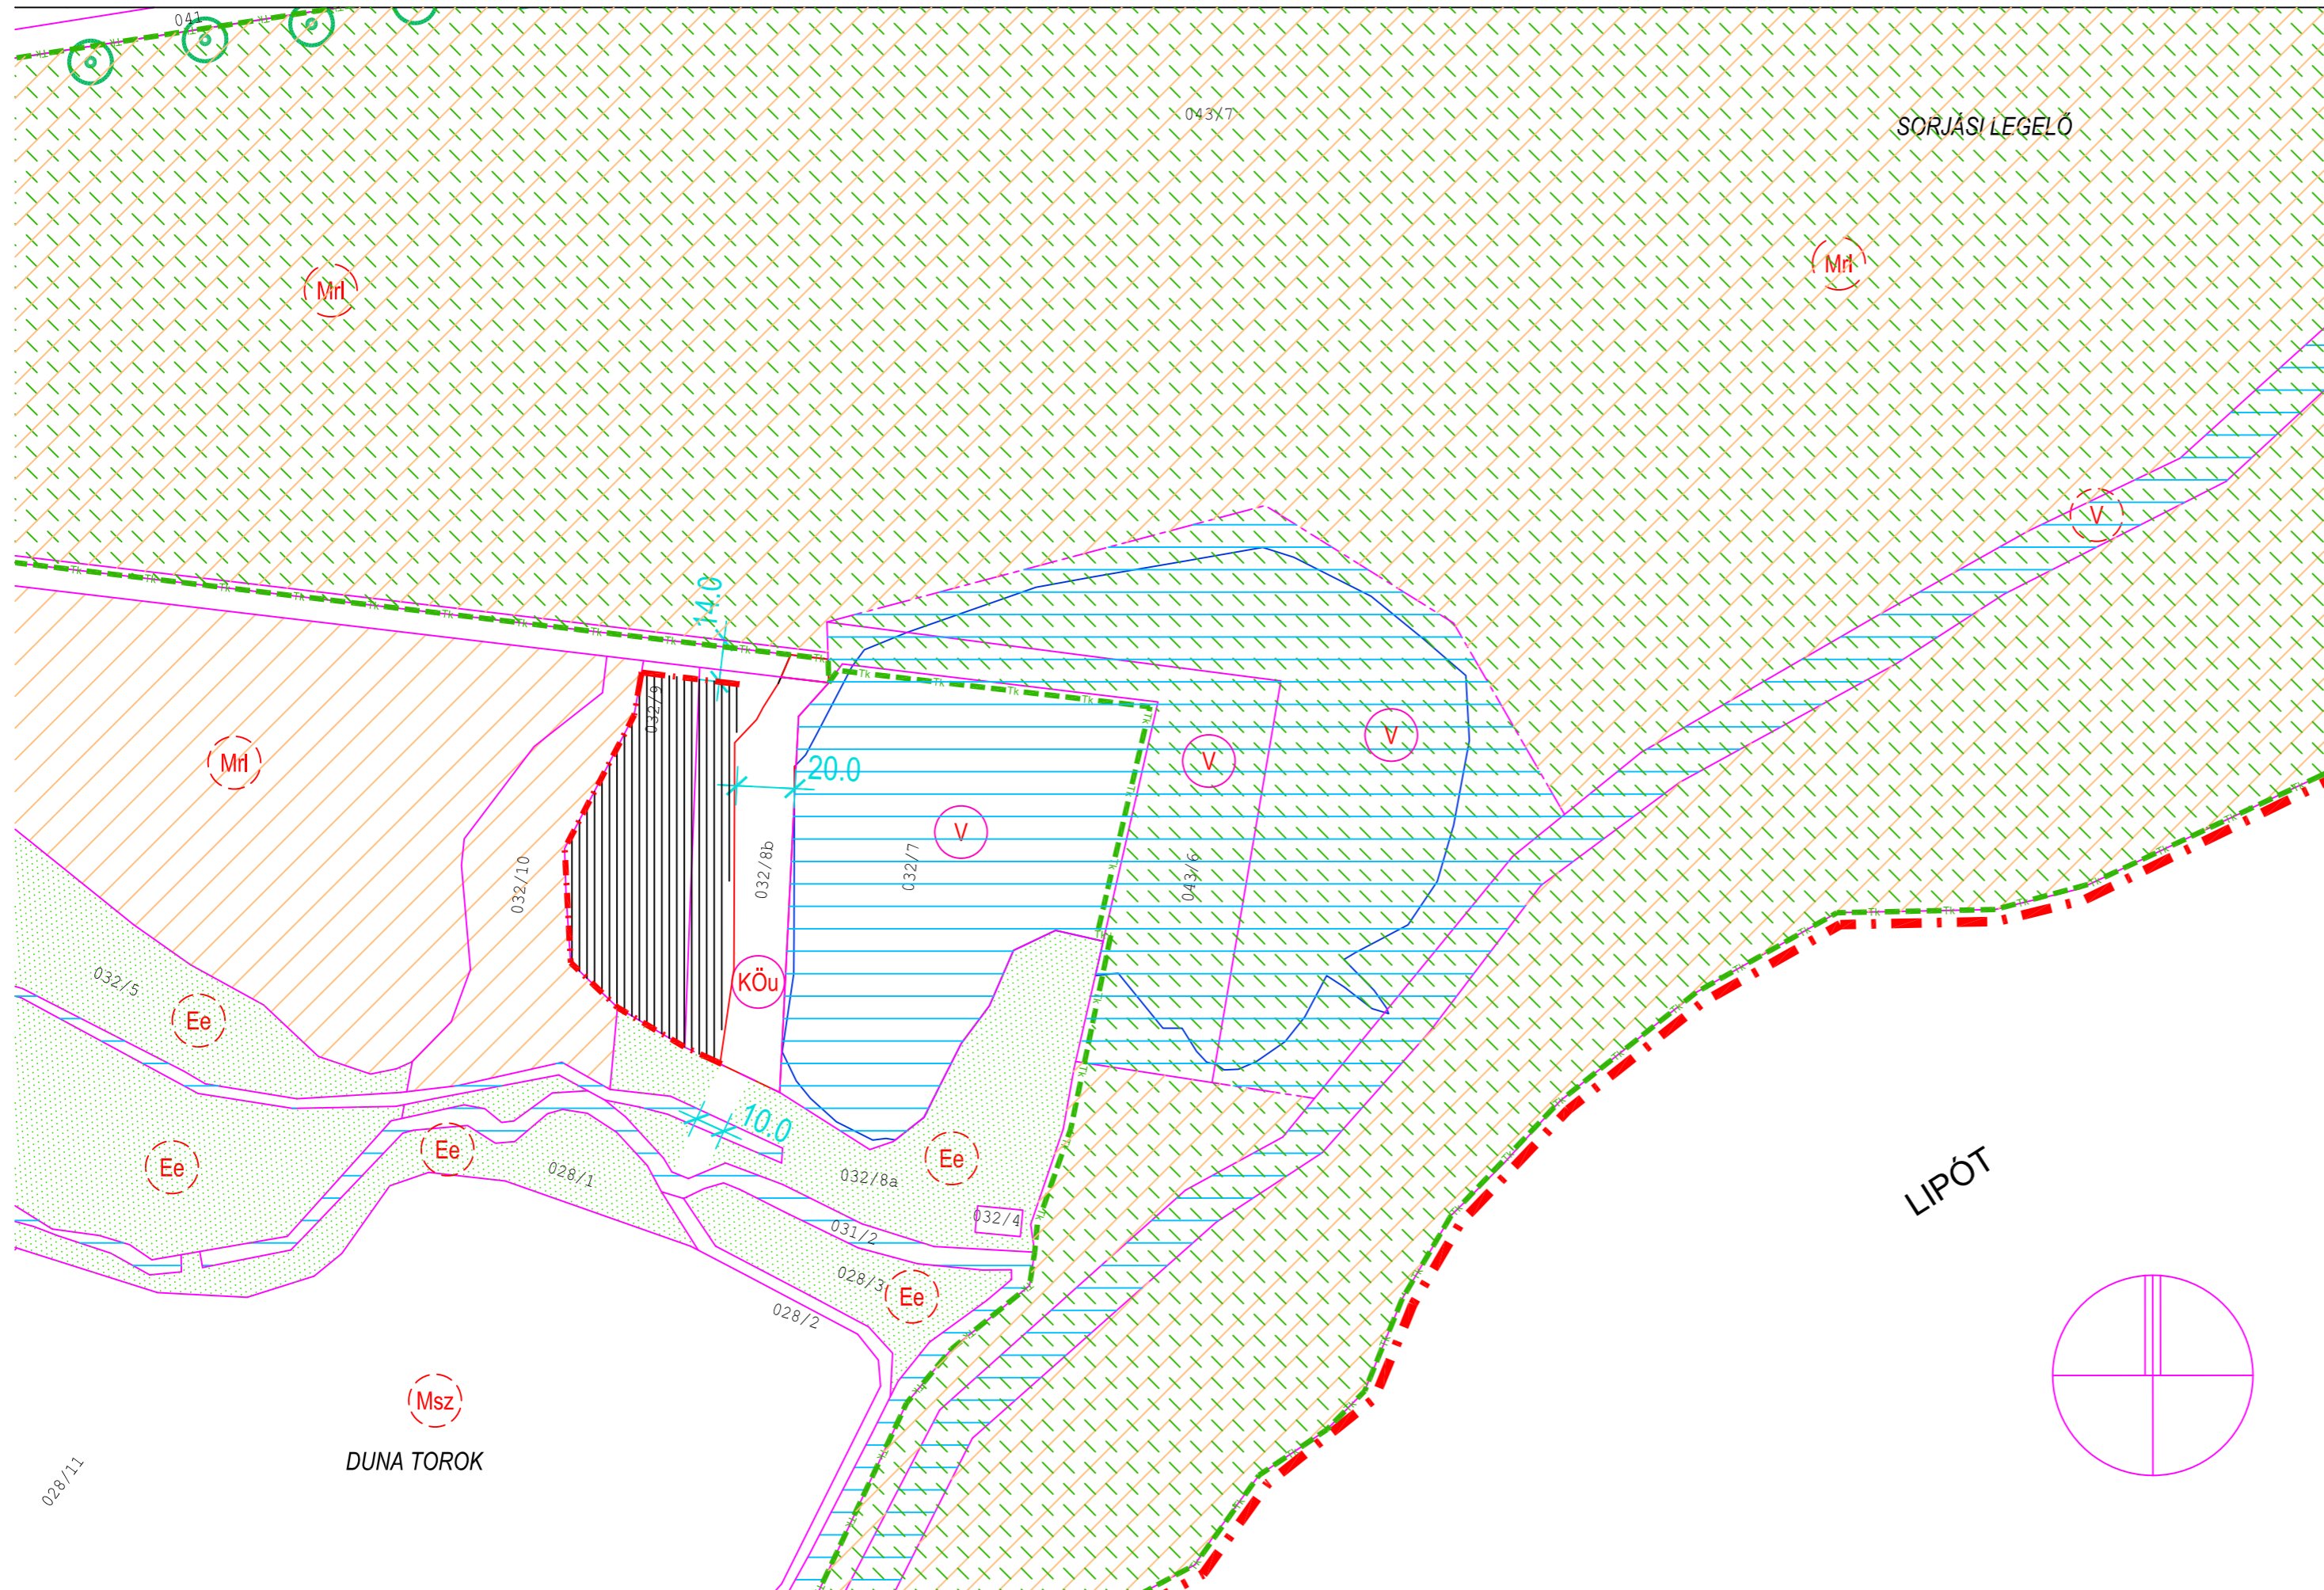 041
043/7
SORJÁSI LEGELŐ
Mrl
Mrl
V
14.0
032/9
Mrl
20.0
V
V
V
032/10
032/8b
032/7
043/6
032/5
KÖu
Ee
10.0
Ee
Ee
Ee
028/1
032/8a
LIPÓT
032/4
031/2
028/3
Ee
028/2
Msz
DUNA TOROK
028/11
Tk